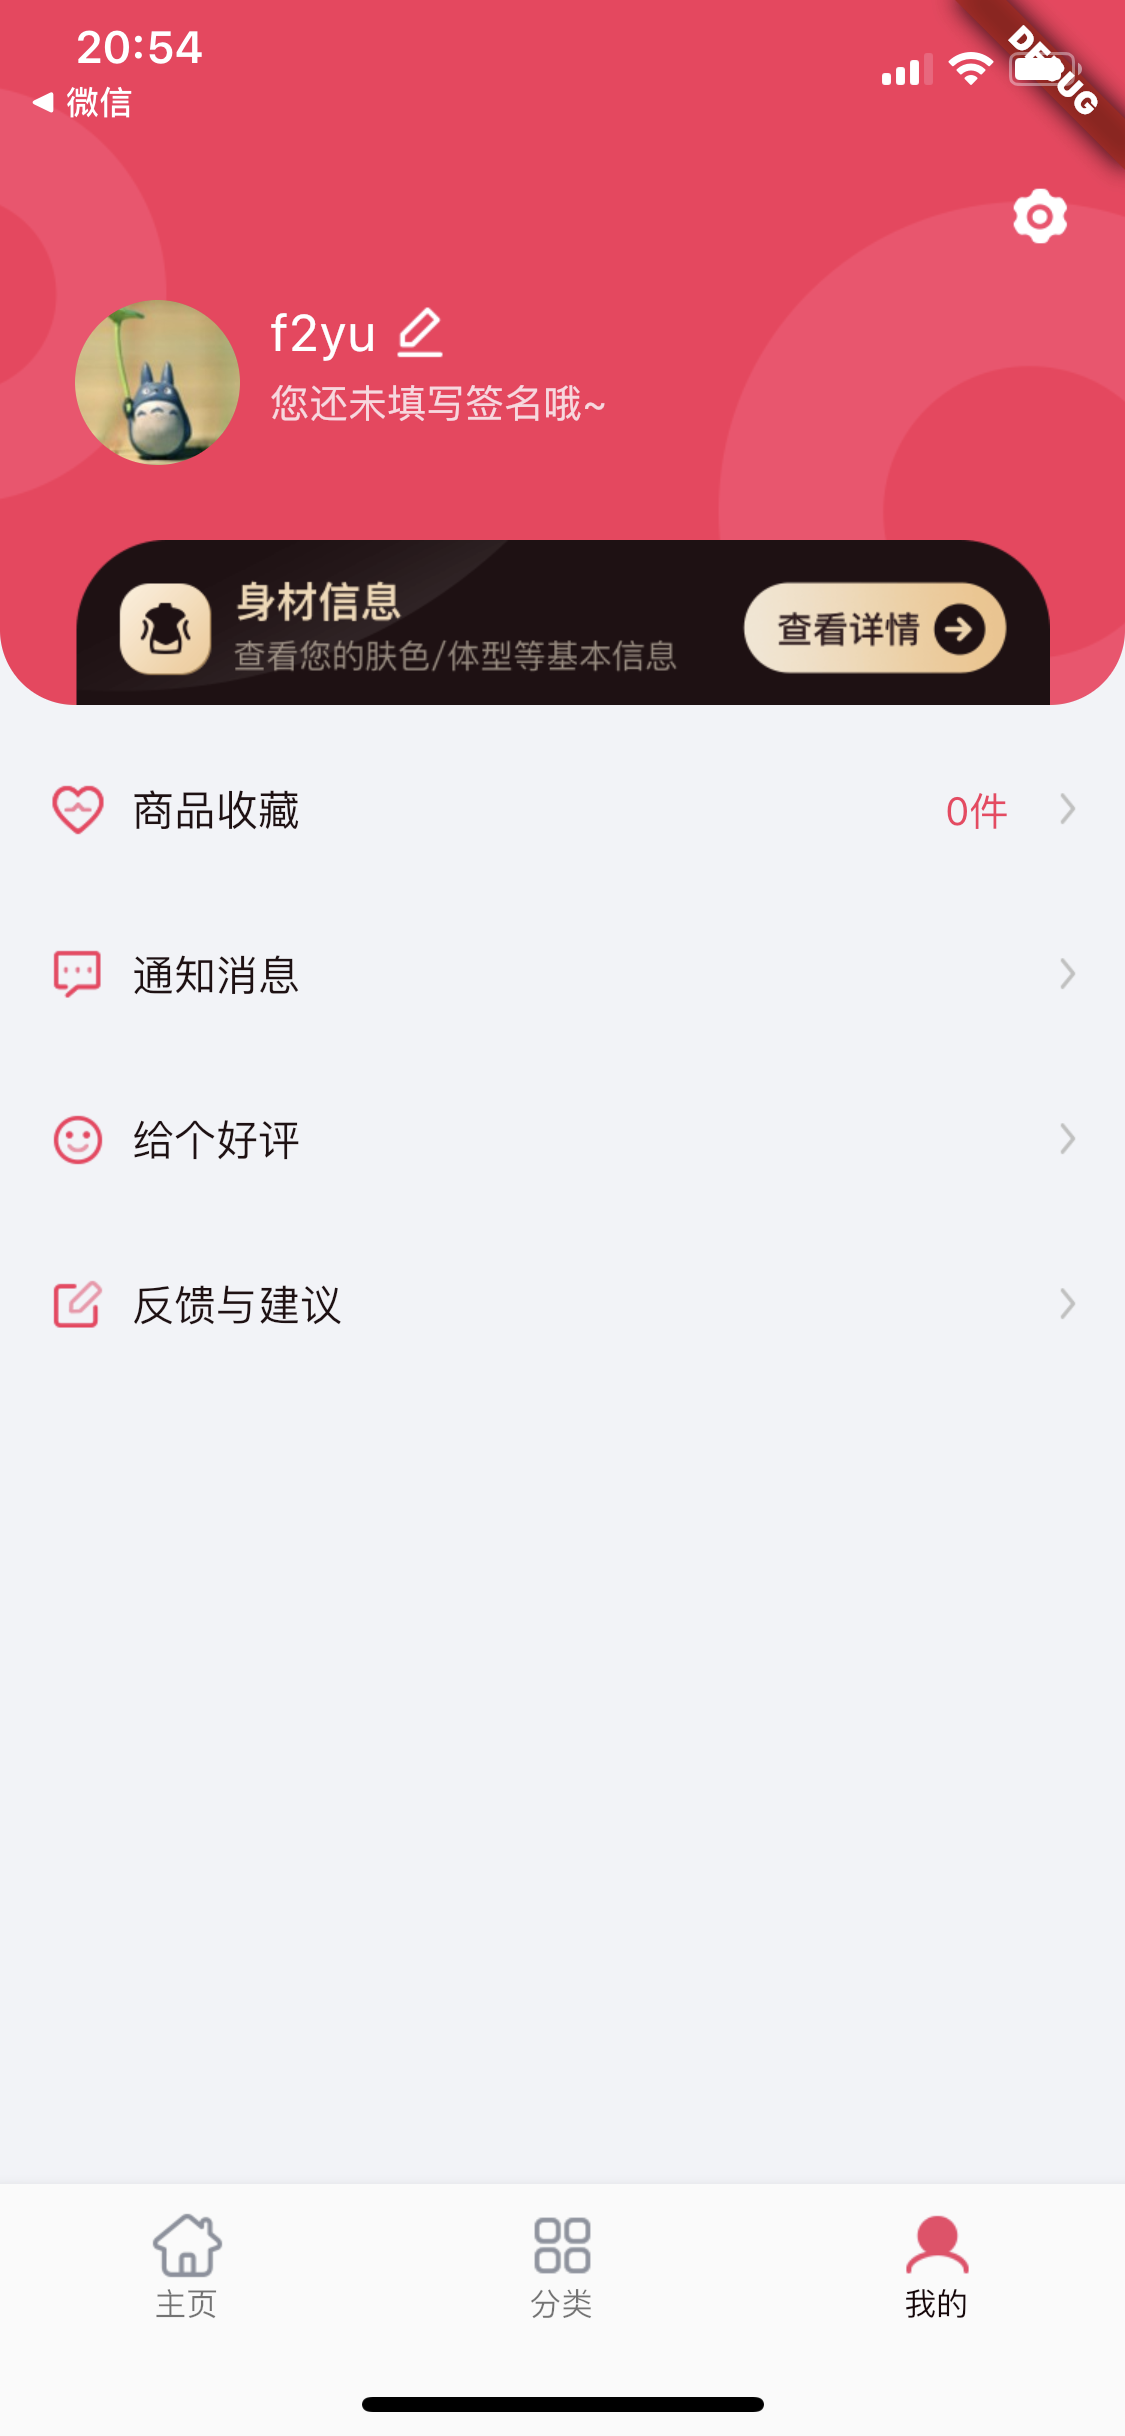 20:54
微信
DEBUG
f2yu
您还未填写签名哦~
身材信息
查看您的肤色/体型等基本信息
查看详情
商品收藏
0件
通知消息
给个好评
反馈与建议
主页
分类
我的